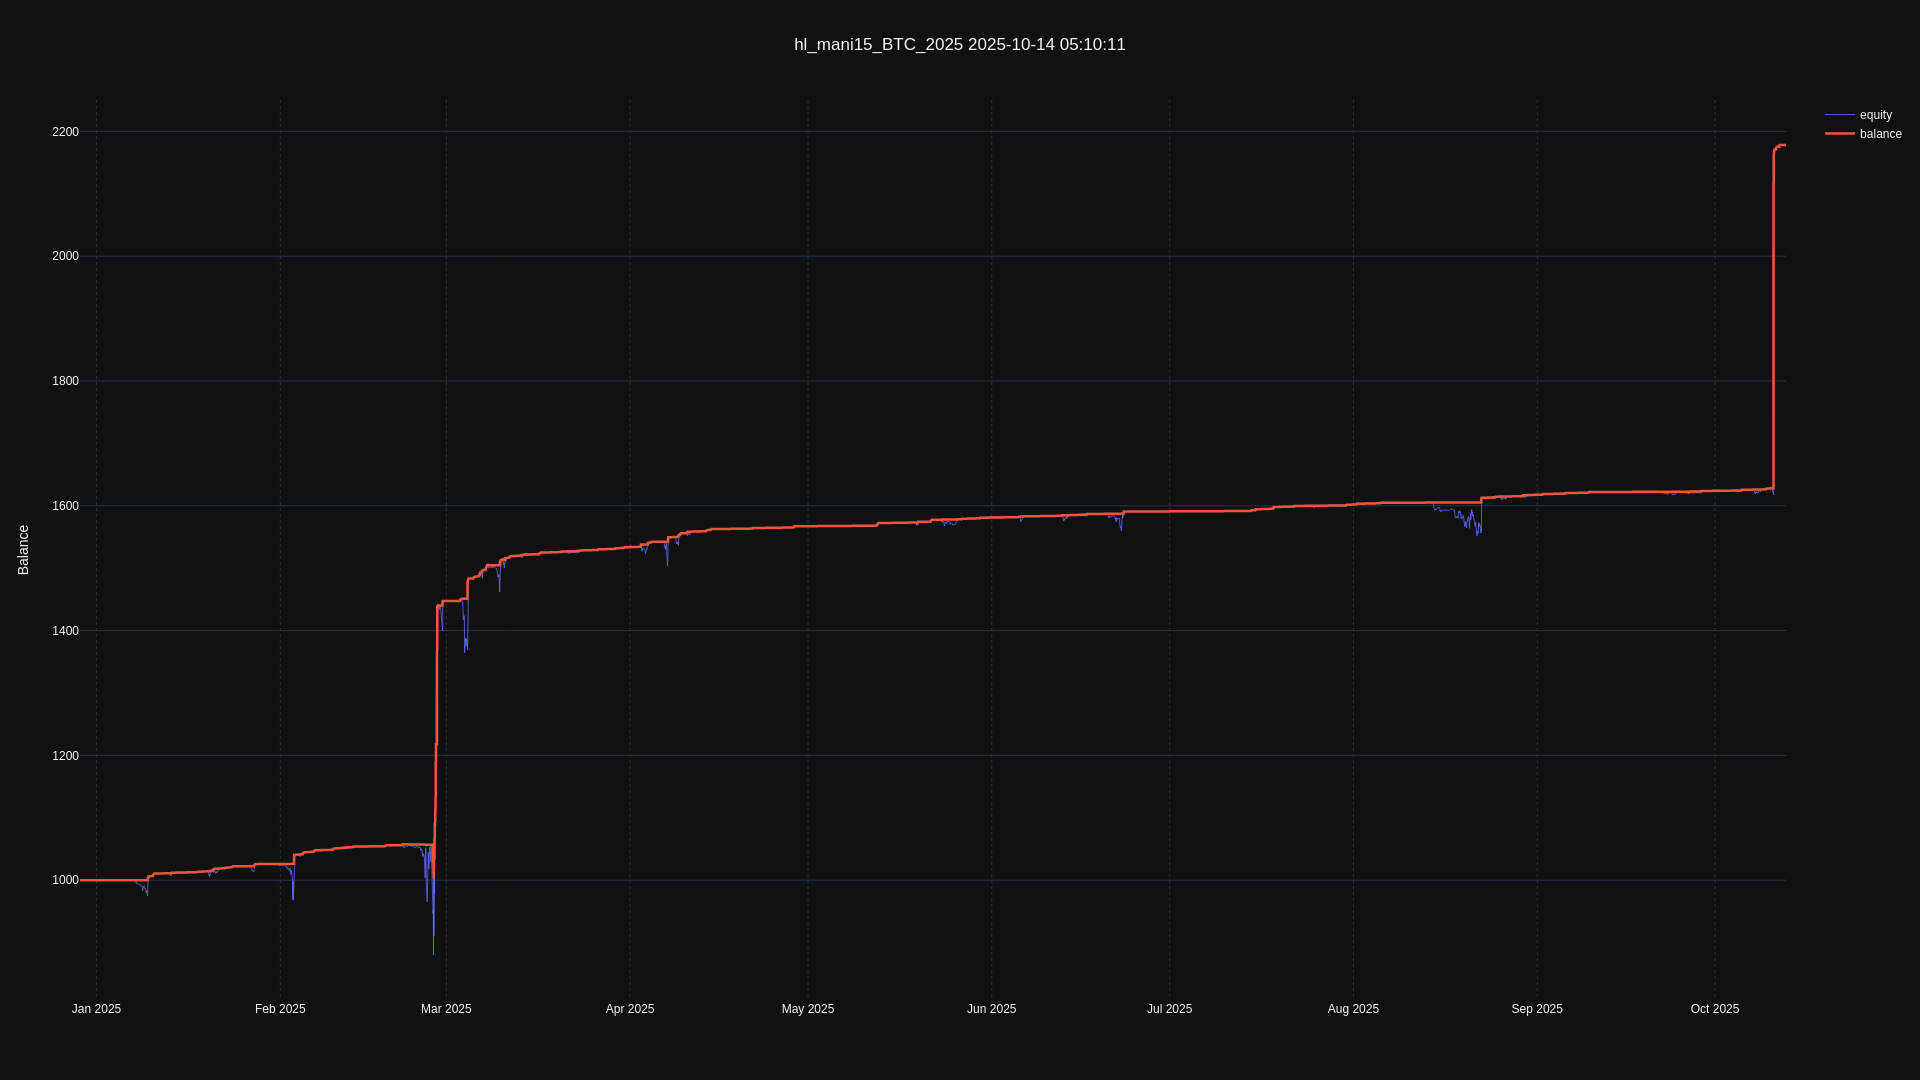 hl_mani15_BTC_2025 2025-10-14 05:10:11
equity
balance
Balance
2200
2000
1800
1600
1400
1200
1000
Jan 2025
Feb 2025
Mar 2025
Apr 2025
May 2025
Jun 2025
Jul 2025
Aug 2025
Sep 2025
Oct 2025